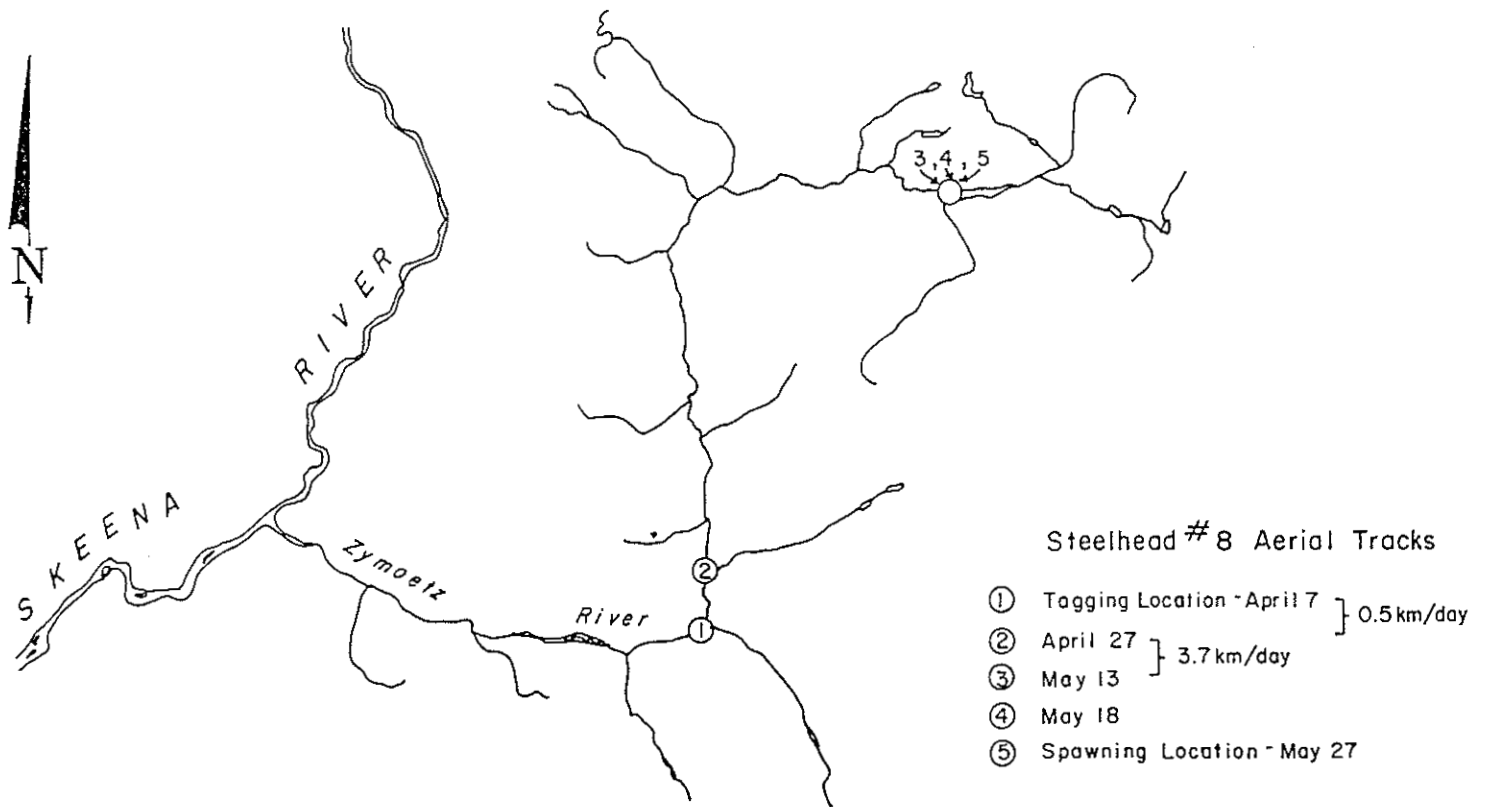 N
SKEENA
RIVER
Zymoetz
River
3, 4, 5
2
1
Steelhead #8 Aerial Tracks
1 Tagging Location - April 7
0.5 km/day
2 April 27
3.7 km/day
3 May 13
4 May 18
5 Spawning Location - May 27